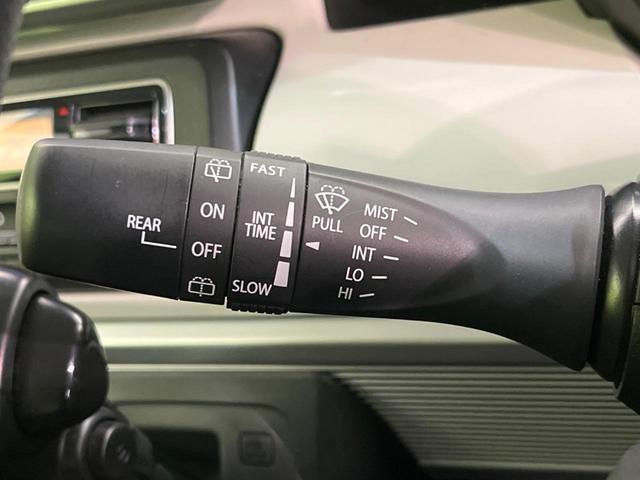 REAR
ON
OFF
FAST
INT
TIME
SLOW
PULL
MIST
OFF
INT
LO
HI